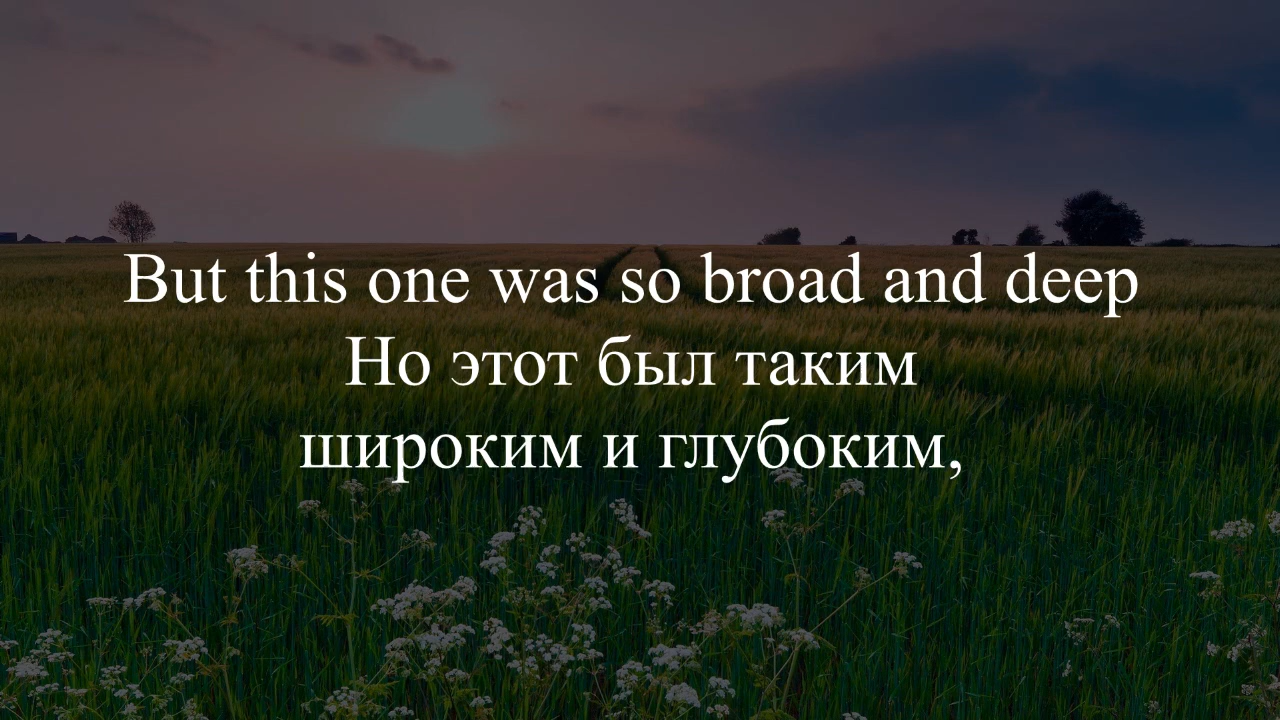 But this one was so broad and deep
Но этот был таким
широким и глубоким,